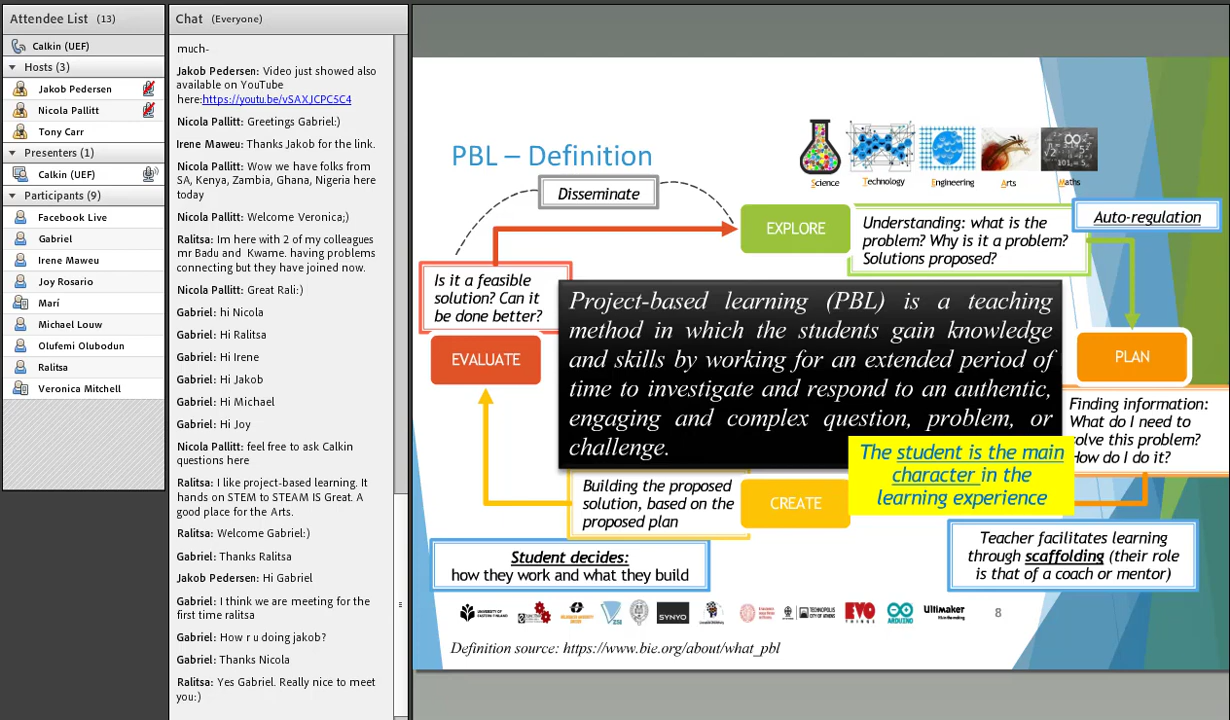 Attendee List (13)
Calkin (UEF)
Hosts (3)
Jakob Pedersen
Nicola Pallitt
Tony Carr
Presenters (1)
Calkin (UEF)
Participants (9)
Facebook Live
Gabriel
Irene Maweu
Joy Rosario
Marí
Michael Louw
Olufemi Olubodun
Ralitsa
Veronica Mitchell
Chat (Everyone)
much-
Jakob Pedersen: Video just showed also
available on YouTube
here:https://youtu.be/vSAXJCPC5C4
Nicola Pallitt: Greetings Gabriel:)
Irene Maweu: Thanks Jakob for the link.
Nicola Pallitt: Wow we have folks from
SA, Kenya, Zambia, Ghana, Nigeria here
today
Nicola Pallitt: Welcome Veronica;)
Ralitsa: Im here with 2 of my colleagues
mr Badu and Kwame. having problems
connecting but they have joined now.
Nicola Pallitt: Great Rali:)
Gabriel: hi Nicola
Gabriel: Hi Ralitsa
Gabriel: Hi Irene
Gabriel: Hi Jakob
Gabriel: Hi Michael
Gabriel: Hi Joy
Nicola Pallitt: feel free to ask Calkin
questions here
Ralitsa: I like project-based learning. It
hands on STEM to STEAM IS Great. A
good place for the Arts.
Ralitsa: Welcome Gabriel:)
Gabriel: Thanks Ralitsa
Jakob Pedersen: Hi Gabriel
Gabriel: I think we are meeting for the
first time ralitsa
Gabriel: How r u doing jakob?
Gabriel: Thanks Nicola
Ralitsa: Yes Gabriel. Really nice to meet
you:)
PBL – Definition
Science
Technology
Engineering
Arts
Maths
Disseminate
EXPLORE
Understanding: what is the
problem? Why is it a problem?
Solutions proposed?
Auto-regulation
Is it a feasible
solution? Can it
be done better?
EVALUATE
Project-based learning (PBL) is a teaching
method in which the students gain knowledge
and skills by working for an extended period of
time to investigate and respond to an authentic,
engaging and complex question, problem, or
challenge.
PLAN
Finding information:
What do I need to
solve this problem?
How do I do it?
The student is the main
character in the
learning experience
Building the proposed
solution, based on the
proposed plan
CREATE
Student decides:
how they work and what they build
Teacher facilitates learning
through scaffolding (their role
is that of a coach or mentor)
UNIVERSITY OF
EASTERN FINLAND
SYNYO
TECHNOPOLIS
CITY OF ATHENS
EVO
THINGS
ARDUINO
Ultimaker
8
Definition source: https://www.bie.org/about/what_pbl